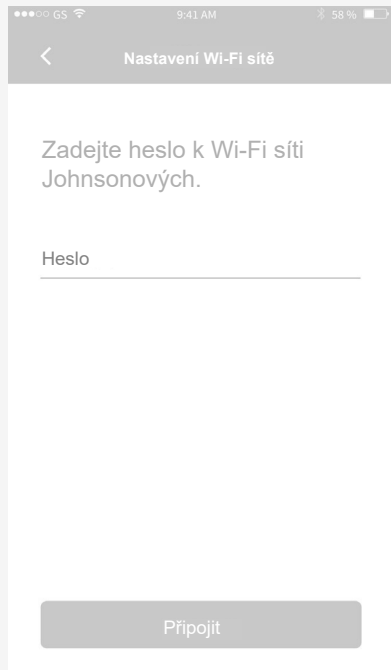 GS 9:41 AM 58 %
Nastavení Wi-Fi sítě
Zadejte heslo k Wi-Fi síti
Johnsonových.
Heslo
Připojit